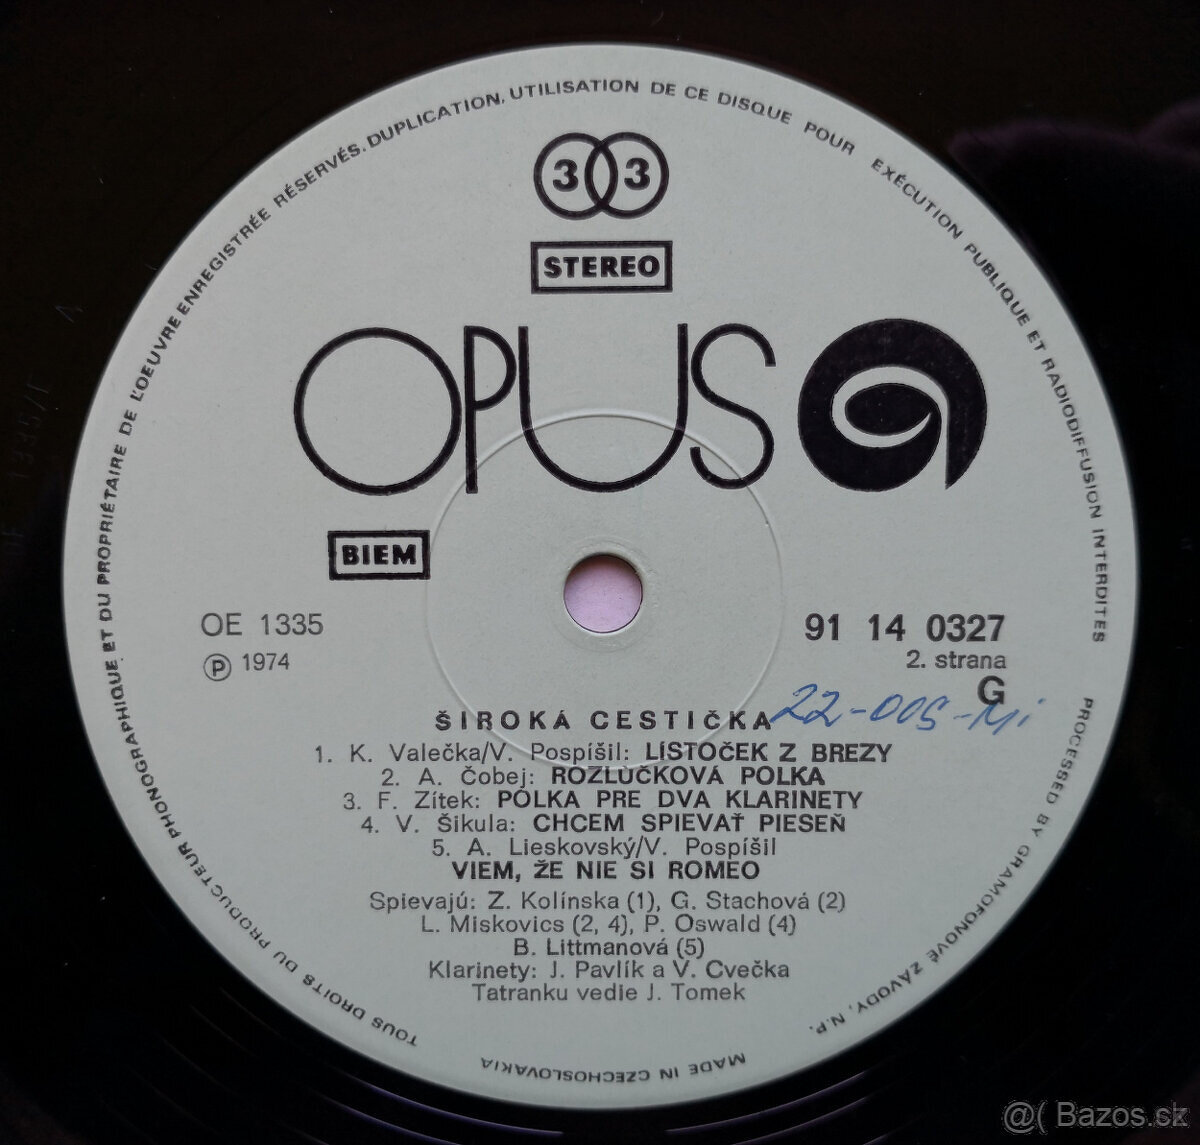 TOUS DROITS DU PRODUCTEUR PHONOGRAPHIQUE ET DU PROPRIÉTAIRE DE L'OEUVRE ENREGISTRÉE RÉSERVÉS. DUPLICATION, UTILISATION DE CE DISQUE POUR EXÉCUTION PUBLIQUE ET RADIODIFFUSION INTERDITES
33
STEREO
OPUS
BIEM
OE 1335
Ⓟ 1974
91 14 0327
2. strana
G
22-005-Mi
ŠIROKÁ CESTIČKA
1. K. Valečka/V. Pospíšil: LÍSTOČEK Z BREZY
2. A. Čobej: ROZLÚČKOVÁ POLKA
3. F. Zítek: POLKA PRE DVA KLARINETY
4. V. Šikula: CHCEM SPIEVAŤ PIESEŇ
5. A. Lieskovský/V. Pospíšil
VIEM, ŽE NIE SI ROMEO
Spievajú: Z. Kolínska (1), G. Stachová (2)
L. Miskovics (2, 4), P. Oswald (4)
B. Littmanová (5)
Klarinety: J. Pavlík a V. Cvečka
Tatranku vedie J. Tomek
PROCESSED BY GRAMOFONOVÉ ZÁVODY, N.P.
MADE IN CZECHOSLOVAKIA
@( Bazos.sk